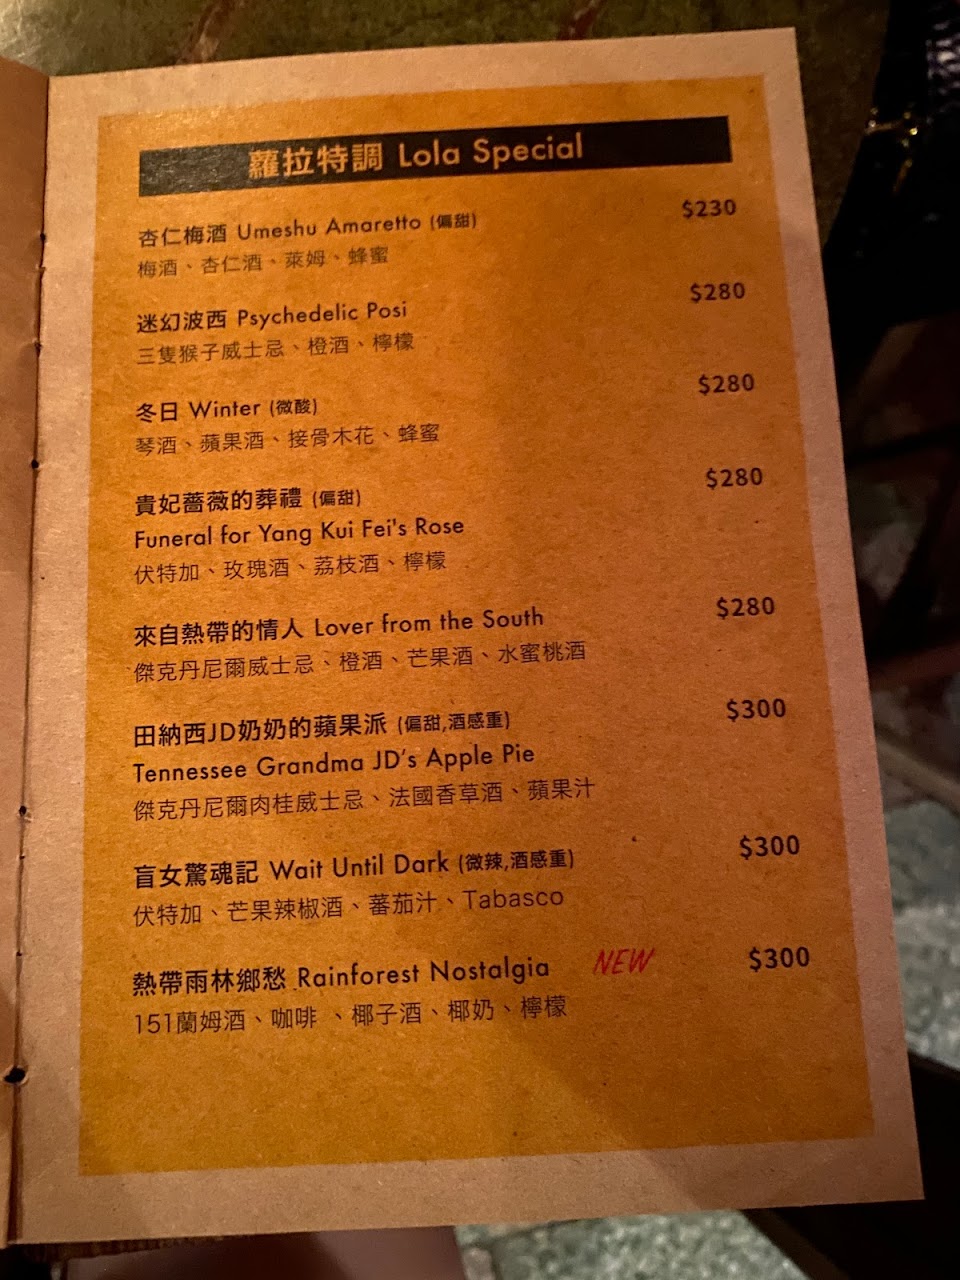 蘿拉特調 Lola Special
杏仁梅酒 Umeshu Amaretto (偏甜) $230
梅酒、杏仁酒、萊姆、蜂蜜
迷幻波西 Psychedelic Posi $280
三隻猴子威士忌、橙酒、檸檬
冬日 Winter (微酸) $280
琴酒、蘋果酒、接骨木花、蜂蜜
貴妃薔薇的葬禮 (偏甜) $280
Funeral for Yang Kui Fei's Rose
伏特加、玫瑰酒、荔枝酒、檸檬
來自熱帶的情人 Lover from the South $280
傑克丹尼爾威士忌、橙酒、芒果酒、水蜜桃酒
田納西JD奶奶的蘋果派 (偏甜,酒感重) $300
Tennessee Grandma JD’s Apple Pie
傑克丹尼爾肉桂威士忌、法國香草酒、蘋果汁
盲女驚魂記 Wait Until Dark (微辣,酒感重) $300
伏特加、芒果辣椒酒、蕃茄汁、Tabasco
熱帶雨林鄉愁 Rainforest Nostalgia NEW $300
151蘭姆酒、咖啡 、椰子酒、椰奶、檸檬